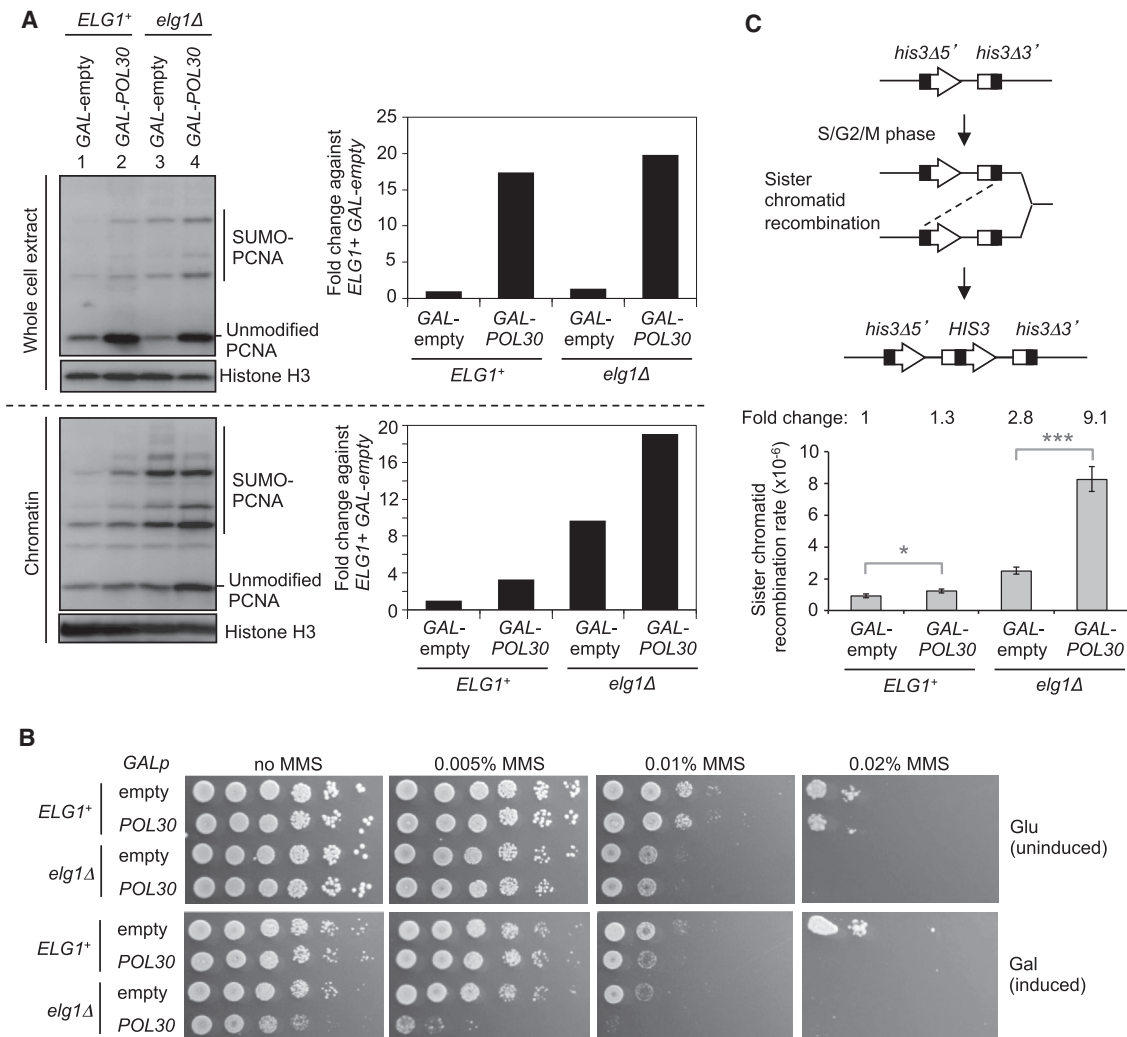 A
ELG1⁺ elg1Δ
GAL-empty
GAL-POL30
GAL-empty
GAL-POL30
1 2 3 4
Whole cell extract
SUMO-
PCNA
Unmodified
PCNA
Histone H3
Fold change against
ELG1+ GAL-empty
25
20
15
10
5
0
GAL-
empty
GAL-
POL30
GAL-
empty
GAL-
POL30
ELG1⁺ elg1Δ
Chromatin
SUMO-
PCNA
Unmodified
PCNA
Histone H3
Fold change against
ELG1+ GAL-empty
20
16
12
8
4
0
GAL-
empty
GAL-
POL30
GAL-
empty
GAL-
POL30
ELG1⁺ elg1Δ
C
his3Δ5’ his3Δ3’
S/G2/M phase
Sister
chromatid
recombination
his3Δ5’ HIS3 his3Δ3’
Fold change: 1 1.3 2.8 9.1
Sister chromatid
recombination rate (x10⁻⁶)
10
8
6
4
2
0
*
***
GAL-
empty
GAL-
POL30
GAL-
empty
GAL-
POL30
ELG1⁺ elg1Δ
B
GALp no MMS 0.005% MMS 0.01% MMS 0.02% MMS
ELG1⁺
empty
POL30
elg1Δ
empty
POL30
Glu
(uninduced)
ELG1⁺
empty
POL30
elg1Δ
empty
POL30
Gal
(induced)